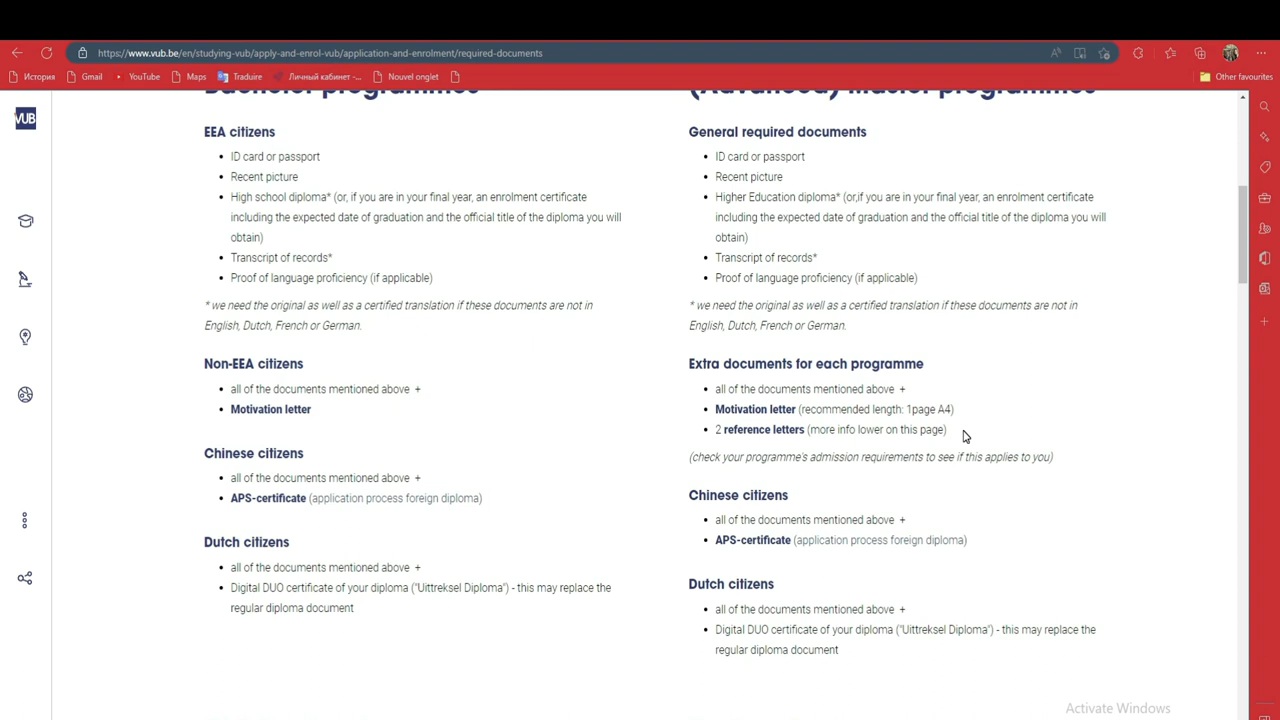 https://www.vub.be/en/studying-vub/apply-and-enrol-vub/application-and-enrolment/required-documents
История
Gmail
YouTube
Maps
Traduire
Личный кабинет -...
Nouvel onglet
Other favourites
VUB
Bachelor programmes
EEA citizens
ID card or passport
Recent picture
High school diploma* (or, if you are in your final year, an enrolment certificate
including the expected date of graduation and the official title of the diploma you will
obtain)
Transcript of records*
Proof of language proficiency (if applicable)
* we need the original as well as a certified translation if these documents are not in
English, Dutch, French or German.
Non-EEA citizens
all of the documents mentioned above +
Motivation letter
Chinese citizens
all of the documents mentioned above +
APS-certificate (application process foreign diploma)
Dutch citizens
all of the documents mentioned above +
Digital DUO certificate of your diploma ("Uittreksel Diploma") - this may replace the
regular diploma document
(Advanced) Master programmes
General required documents
ID card or passport
Recent picture
Higher Education diploma* (or,if you are in your final year, an enrolment certificate
including the expected date of graduation and the official title of the diploma you will
obtain)
Transcript of records*
Proof of language proficiency (if applicable)
* we need the original as well as a certified translation if these documents are not in
English, Dutch, French or German.
Extra documents for each programme
all of the documents mentioned above +
Motivation letter (recommended length: 1page A4)
2 reference letters (more info lower on this page)
(check your programme's admission requirements to see if this applies to you)
Chinese citizens
all of the documents mentioned above +
APS-certificate (application process foreign diploma)
Dutch citizens
all of the documents mentioned above +
Digital DUO certificate of your diploma ("Uittreksel Diploma") - this may replace the
regular diploma document
Activate Windows